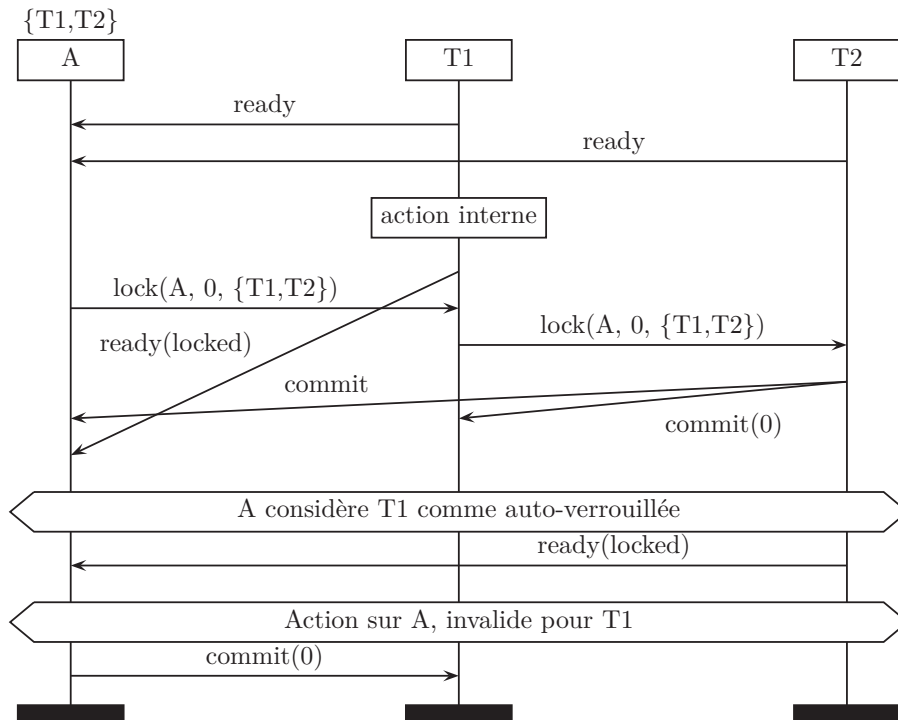 {T1,T2}
A
T1
T2
ready
ready
action interne
lock(A, 0, {T1,T2})
lock(A, 0, {T1,T2})
ready(locked)
commit
commit(0)
A considère T1 comme auto-verrouillée
ready(locked)
Action sur A, invalide pour T1
commit(0)